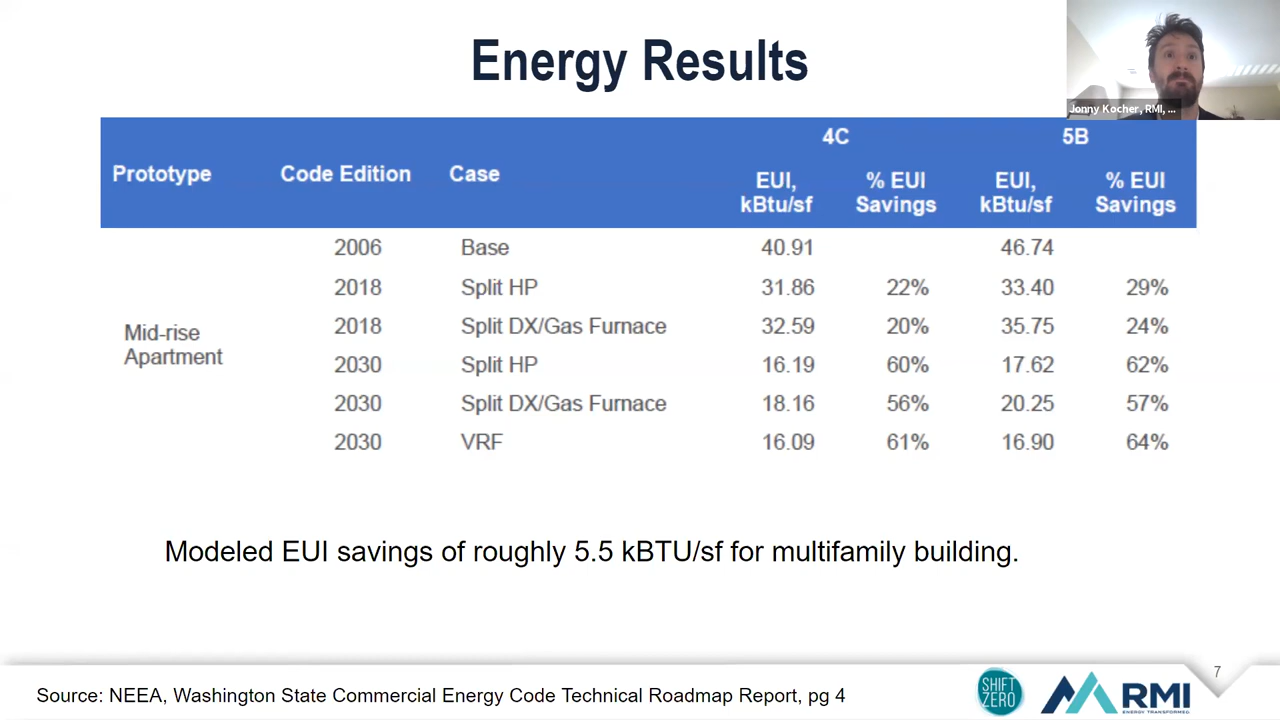 Energy Results
Jonny Kocher, RMI, ...
4C 5B
Prototype Code Edition Case EUI, kBtu/sf % EUI Savings EUI, kBtu/sf % EUI Savings
2006 Base 40.91 46.74
2018 Split HP 31.86 22% 33.40 29%
2018 Split DX/Gas Furnace 32.59 20% 35.75 24%
Mid-rise Apartment
2030 Split HP 16.19 60% 17.62 62%
2030 Split DX/Gas Furnace 18.16 56% 20.25 57%
2030 VRF 16.09 61% 16.90 64%
Modeled EUI savings of roughly 5.5 kBTU/sf for multifamily building.
Source: NEEA, Washington State Commercial Energy Code Technical Roadmap Report, pg 4
SHIFT
ZERO
RMI
ENERGY. TRANSFORMED.
7